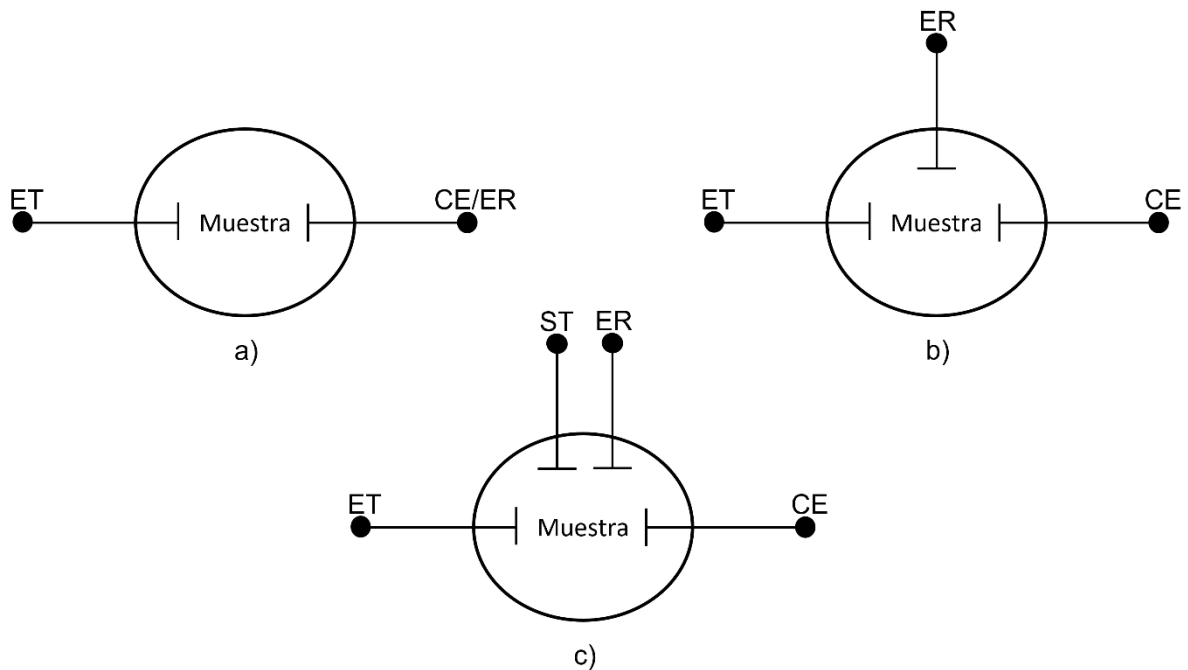 ET
Muestra
CE/ER
a)
ER
ET
Muestra
CE
b)
ST ER
ET
Muestra
CE
c)